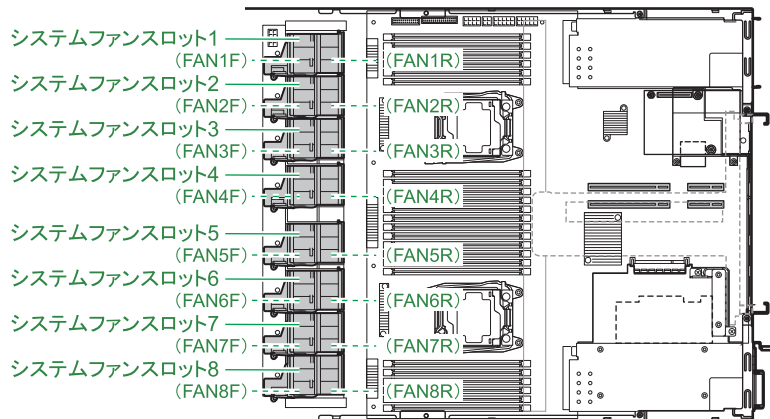 システムファンスロット1
(FAN1F) (FAN1R)
システムファンスロット2
(FAN2F) (FAN2R)
システムファンスロット3
(FAN3F) (FAN3R)
システムファンスロット4
(FAN4F) (FAN4R)
システムファンスロット5
(FAN5F) (FAN5R)
システムファンスロット6
(FAN6F) (FAN6R)
システムファンスロット7
(FAN7F) (FAN7R)
システムファンスロット8
(FAN8F) (FAN8R)